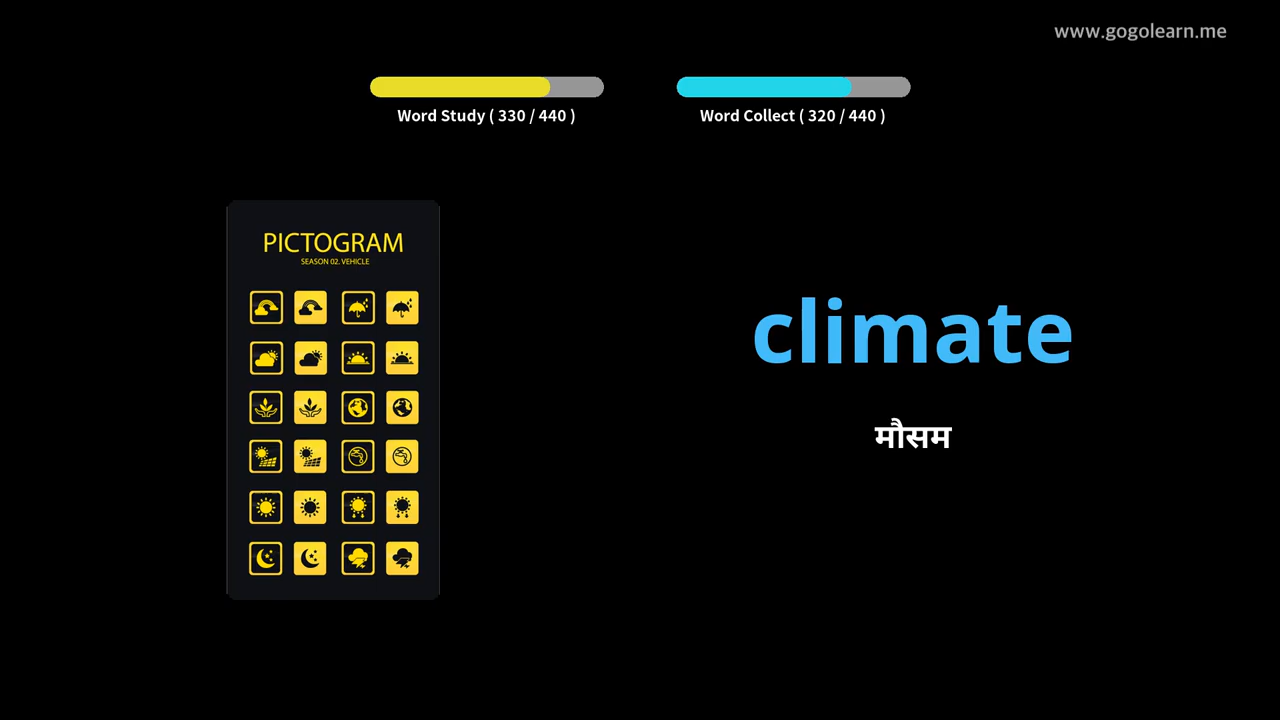 www.gogolearn.me
Word Study ( 330 / 440 )
Word Collect ( 320 / 440 )
PICTOGRAM
SEASON 02. VEHICLE
climate
मौसम